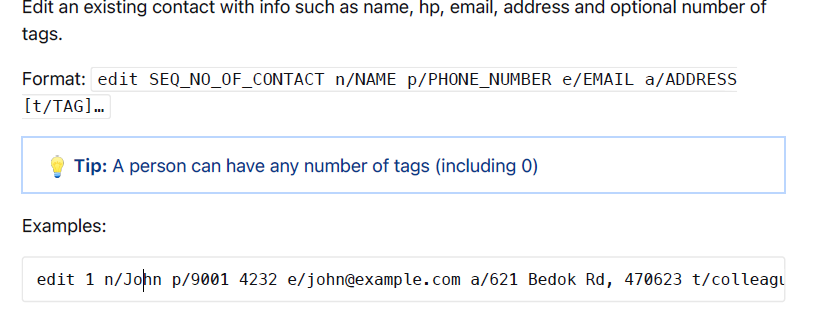 Edit an existing contact with info such as name, hp, email, address and optional number of
tags.
Format: edit SEQ_NO_OF_CONTACT n/NAME p/PHONE_NUMBER e/EMAIL a/ADDRESS
[t/TAG]…
💡 Tip: A person can have any number of tags (including 0)
Examples:
edit 1 n/John p/9001 4232 e/john@example.com a/621 Bedok Rd, 470623 t/colleagu